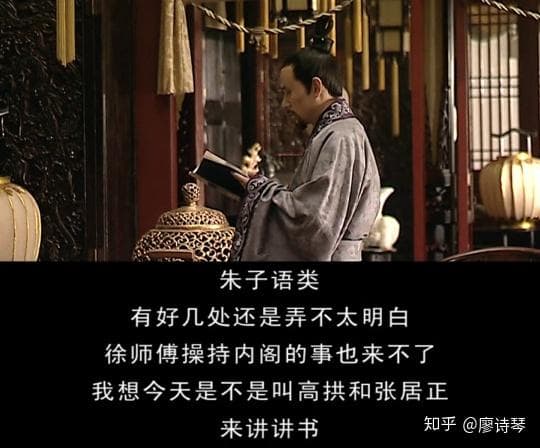 朱子语类
有好几处还是弄不太明白
徐师傅操持内阁的事也来不了
我想今天是不是叫高拱和张居正
来讲讲书
知乎 @廖诗琴